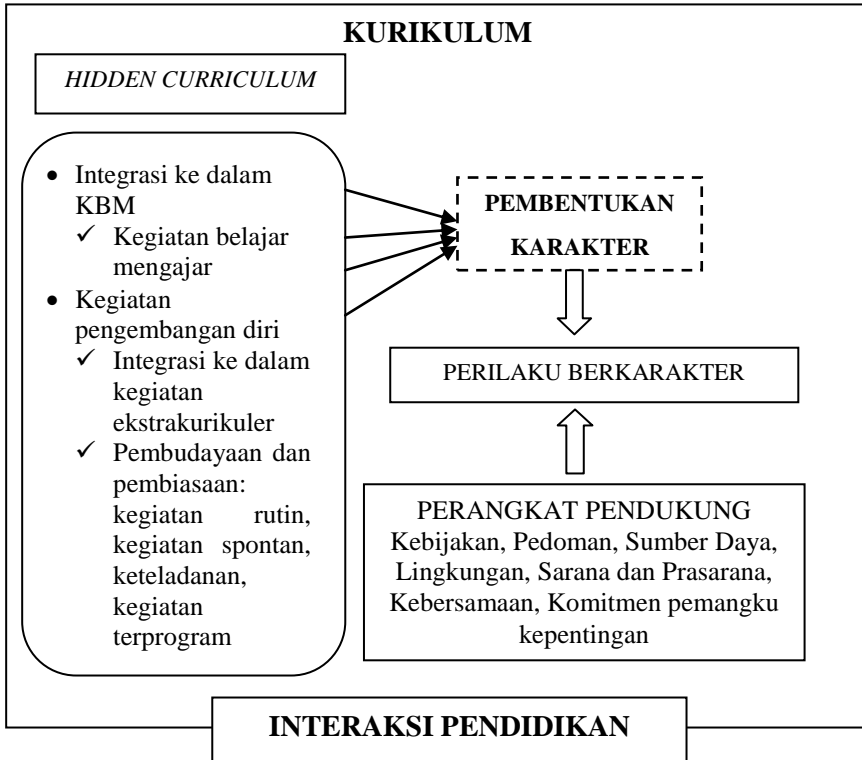 KURIKULUM
HIDDEN CURRICULUM
• Integrasi ke dalam
KBM
✓ Kegiatan belajar
mengajar
• Kegiatan
pengembangan diri
✓ Integrasi ke dalam
kegiatan
ekstrakurikuler
✓ Pembudayaan dan
pembiasaan:
kegiatan rutin,
kegiatan spontan,
keteladanan,
kegiatan
terprogram
PEMBENTUKAN
KARAKTER
PERILAKU BERKARAKTER
PERANGKAT PENDUKUNG
Kebijakan, Pedoman, Sumber Daya,
Lingkungan, Sarana dan Prasarana,
Kebersamaan, Komitmen pemangku
kepentingan
INTERAKSI PENDIDIKAN